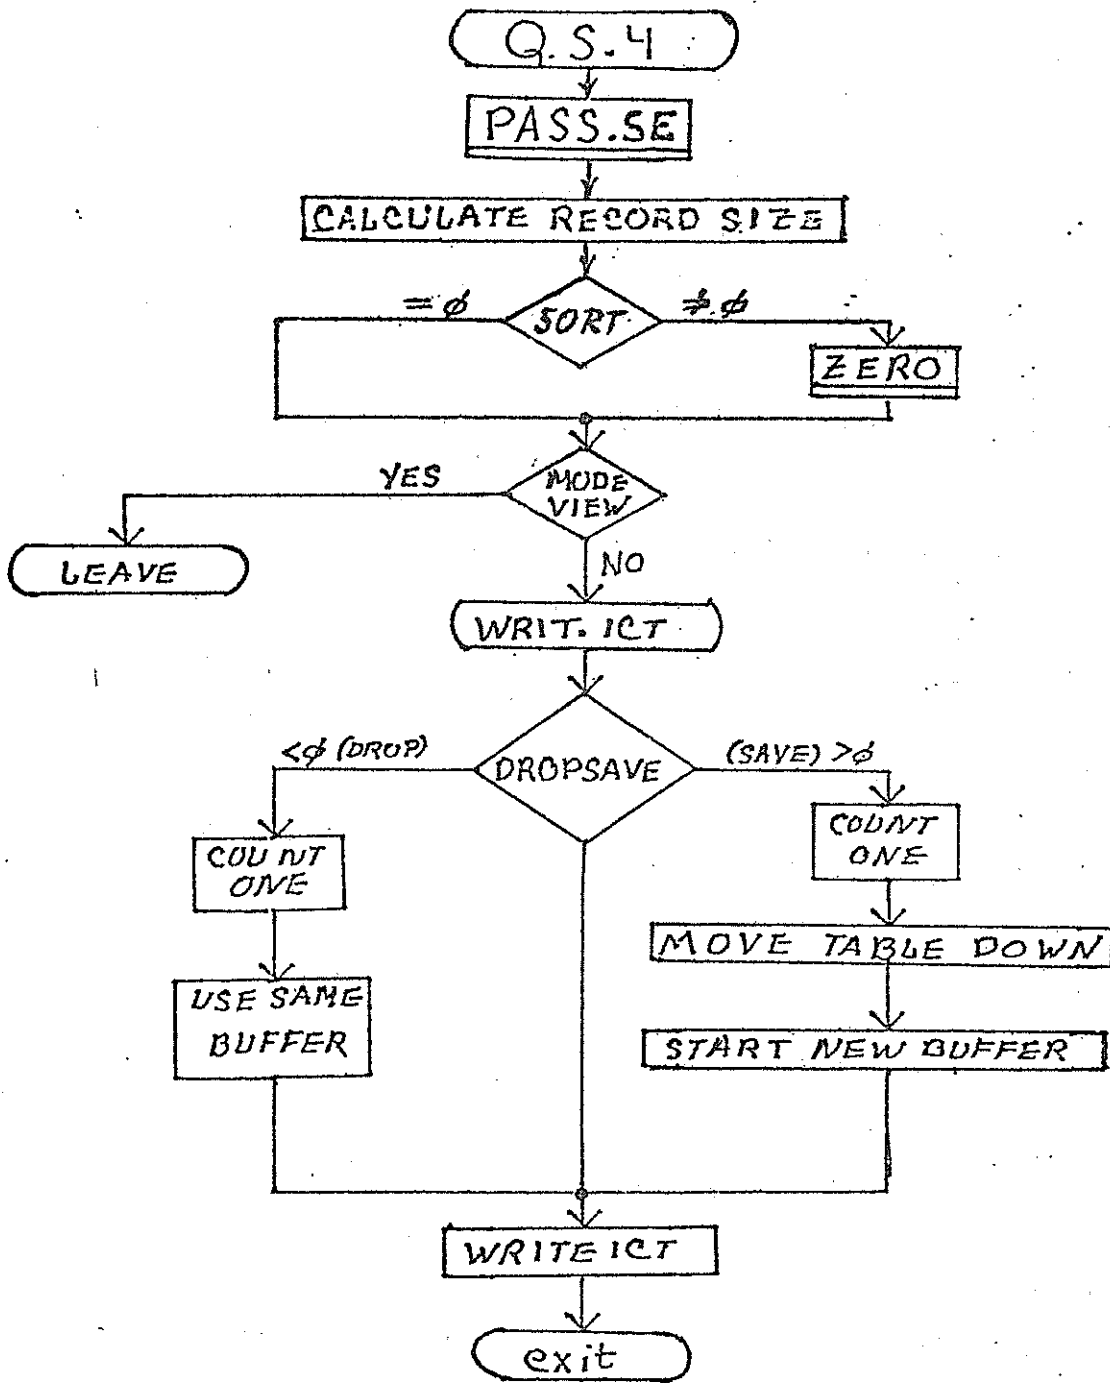 Q.S.4
PASS.SE
CALCULATE RECORD SIZE
=ø
SORT
≠ø
ZERO
YES
MODE
VIEW
LEAVE
NO
WRIT.ICT
<ø (DROP)
DROPSAVE
(SAVE) >ø
COUNT
ONE
COUNT
ONE
MOVE TABLE DOWN
USE SAME
BUFFER
START NEW BUFFER
WRITE ICT
exit